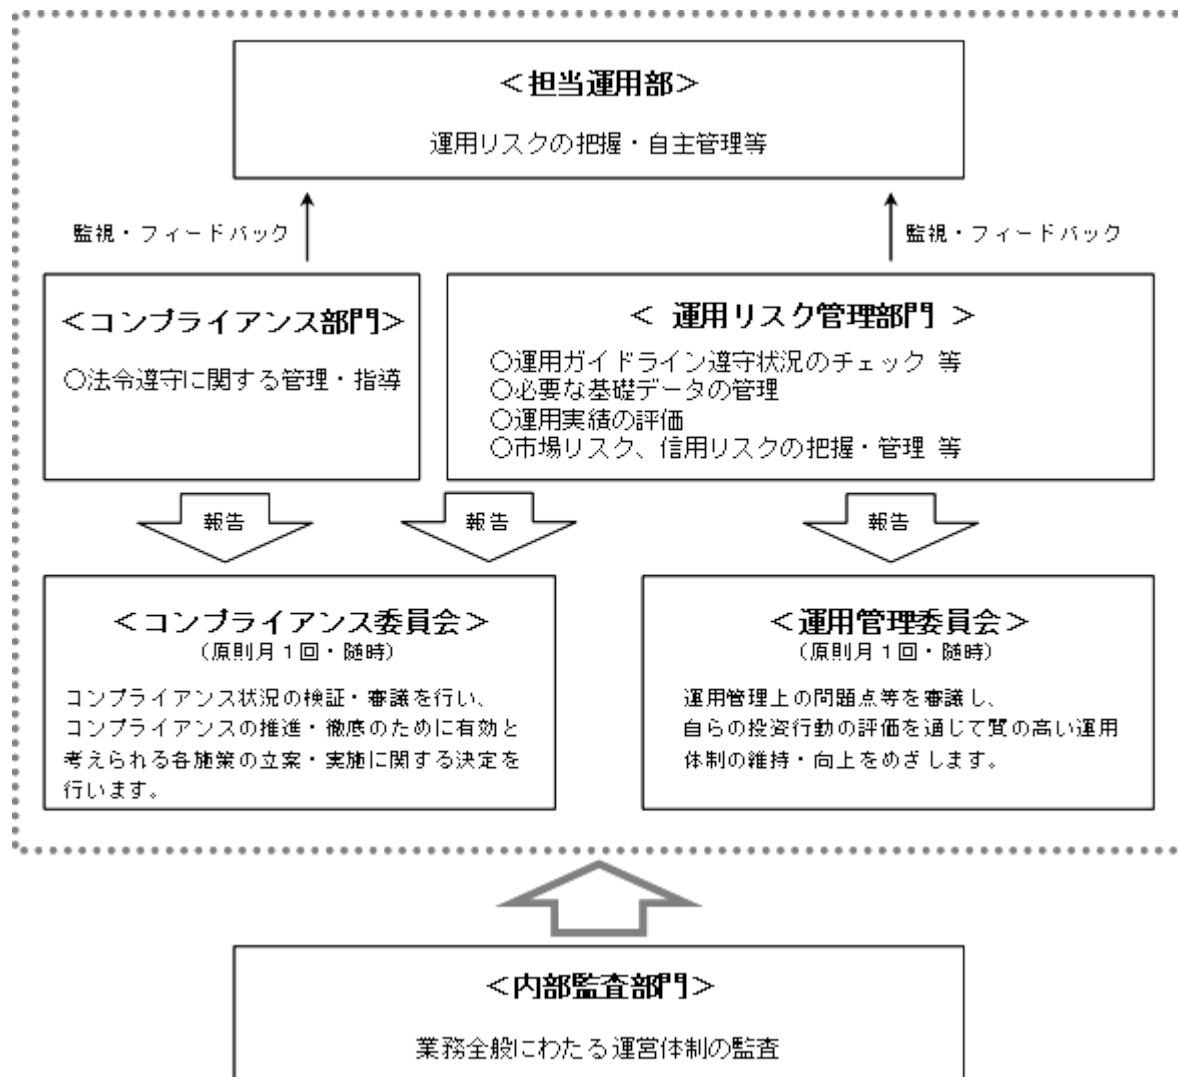 ＜担当運用部＞
運用リスクの把握・自主管理等
監視・フィードバック
監視・フィードバック
＜コンプライアンス部門＞
○法令遵守に関する管理・指導
＜ 運用リスク管理部門 ＞
○運用ガイドライン遵守状況のチェック 等
○必要な基礎データの管理
○運用実績の評価
○市場リスク、信用リスクの把握・管理 等
報告
報告
報告
＜コンプライアンス委員会＞
（原則月１回・随時）
コンプライアンス状況の検証・審議を行い、
コンプライアンスの推進・徹底のために有効と
考えられる各施策の立案・実施に関する決定を
行います。
＜運用管理委員会＞
（原則月１回・随時）
運用管理上の問題点等を審議し、
自らの投資行動の評価を通じて質の高い運用
体制の維持・向上をめざします。
＜内部監査部門＞
業務全般にわたる運営体制の監査